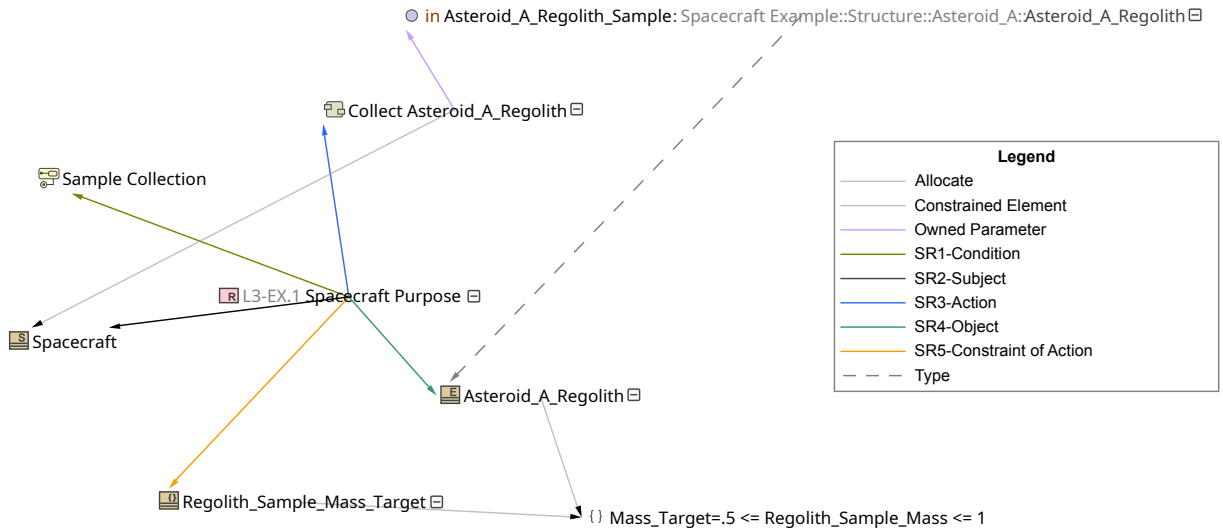 in Asteroid_A_Regolith_Sample: Spacecraft Example::Structure::Asteroid_A::Asteroid_A_Regolith
Collect Asteroid_A_Regolith
Sample Collection
R L3-EX.1 Spacecraft Purpose
S Spacecraft
E Asteroid_A_Regolith
{} Regolith_Sample_Mass_Target
{ } Mass_Target=.5 <= Regolith_Sample_Mass <= 1
Legend
Allocate
Constrained Element
Owned Parameter
SR1-Condition
SR2-Subject
SR3-Action
SR4-Object
SR5-Constraint of Action
Type